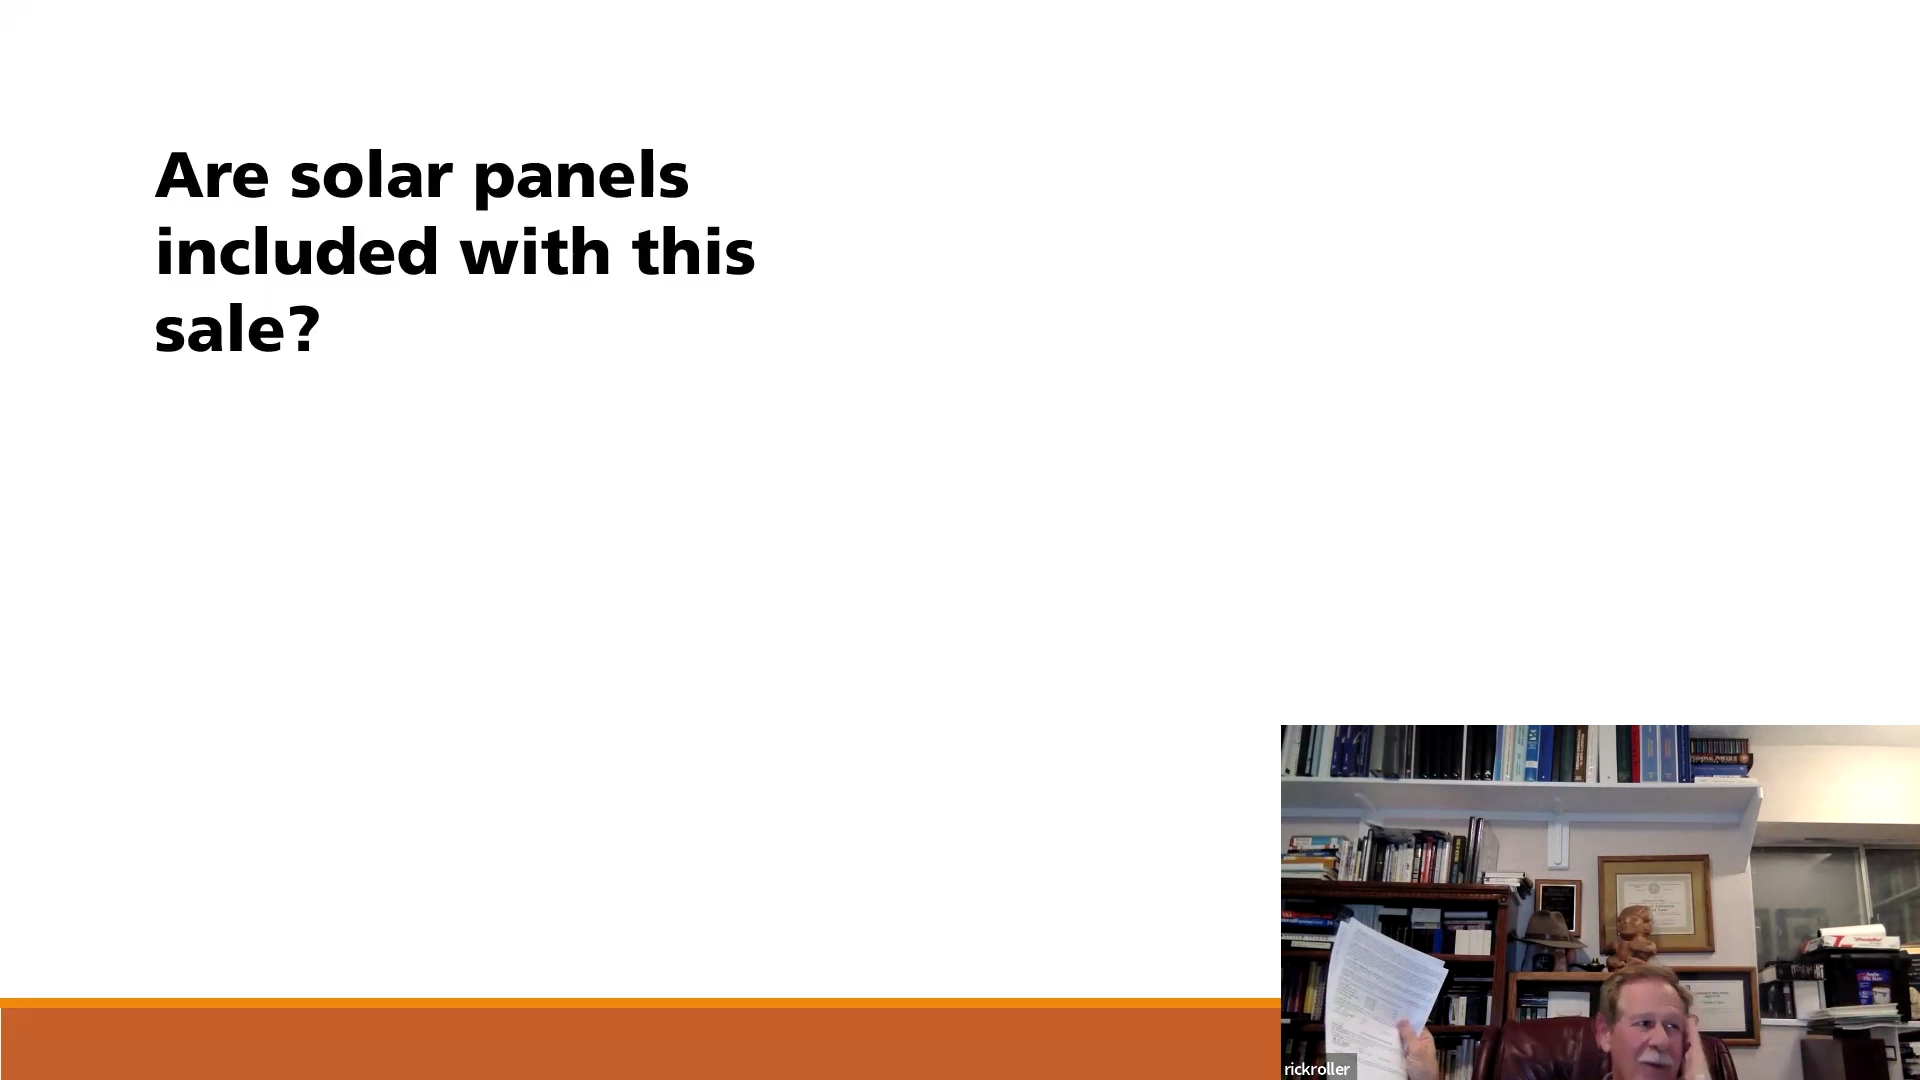 Are solar panels
included with this
sale?
rickroller